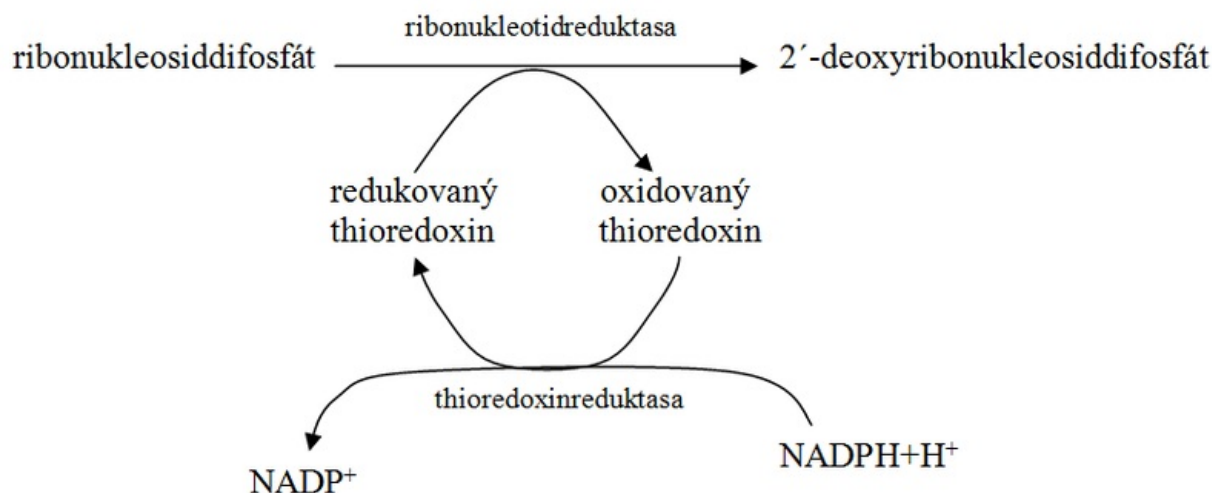 ribonukleotidreduktasa
ribonukleosiddifosfát
2´-deoxyribonukleosiddifosfát
redukovaný
thioredoxin
oxidovaný
thioredoxin
thioredoxinreduktasa
NADP⁺
NADPH+H⁺